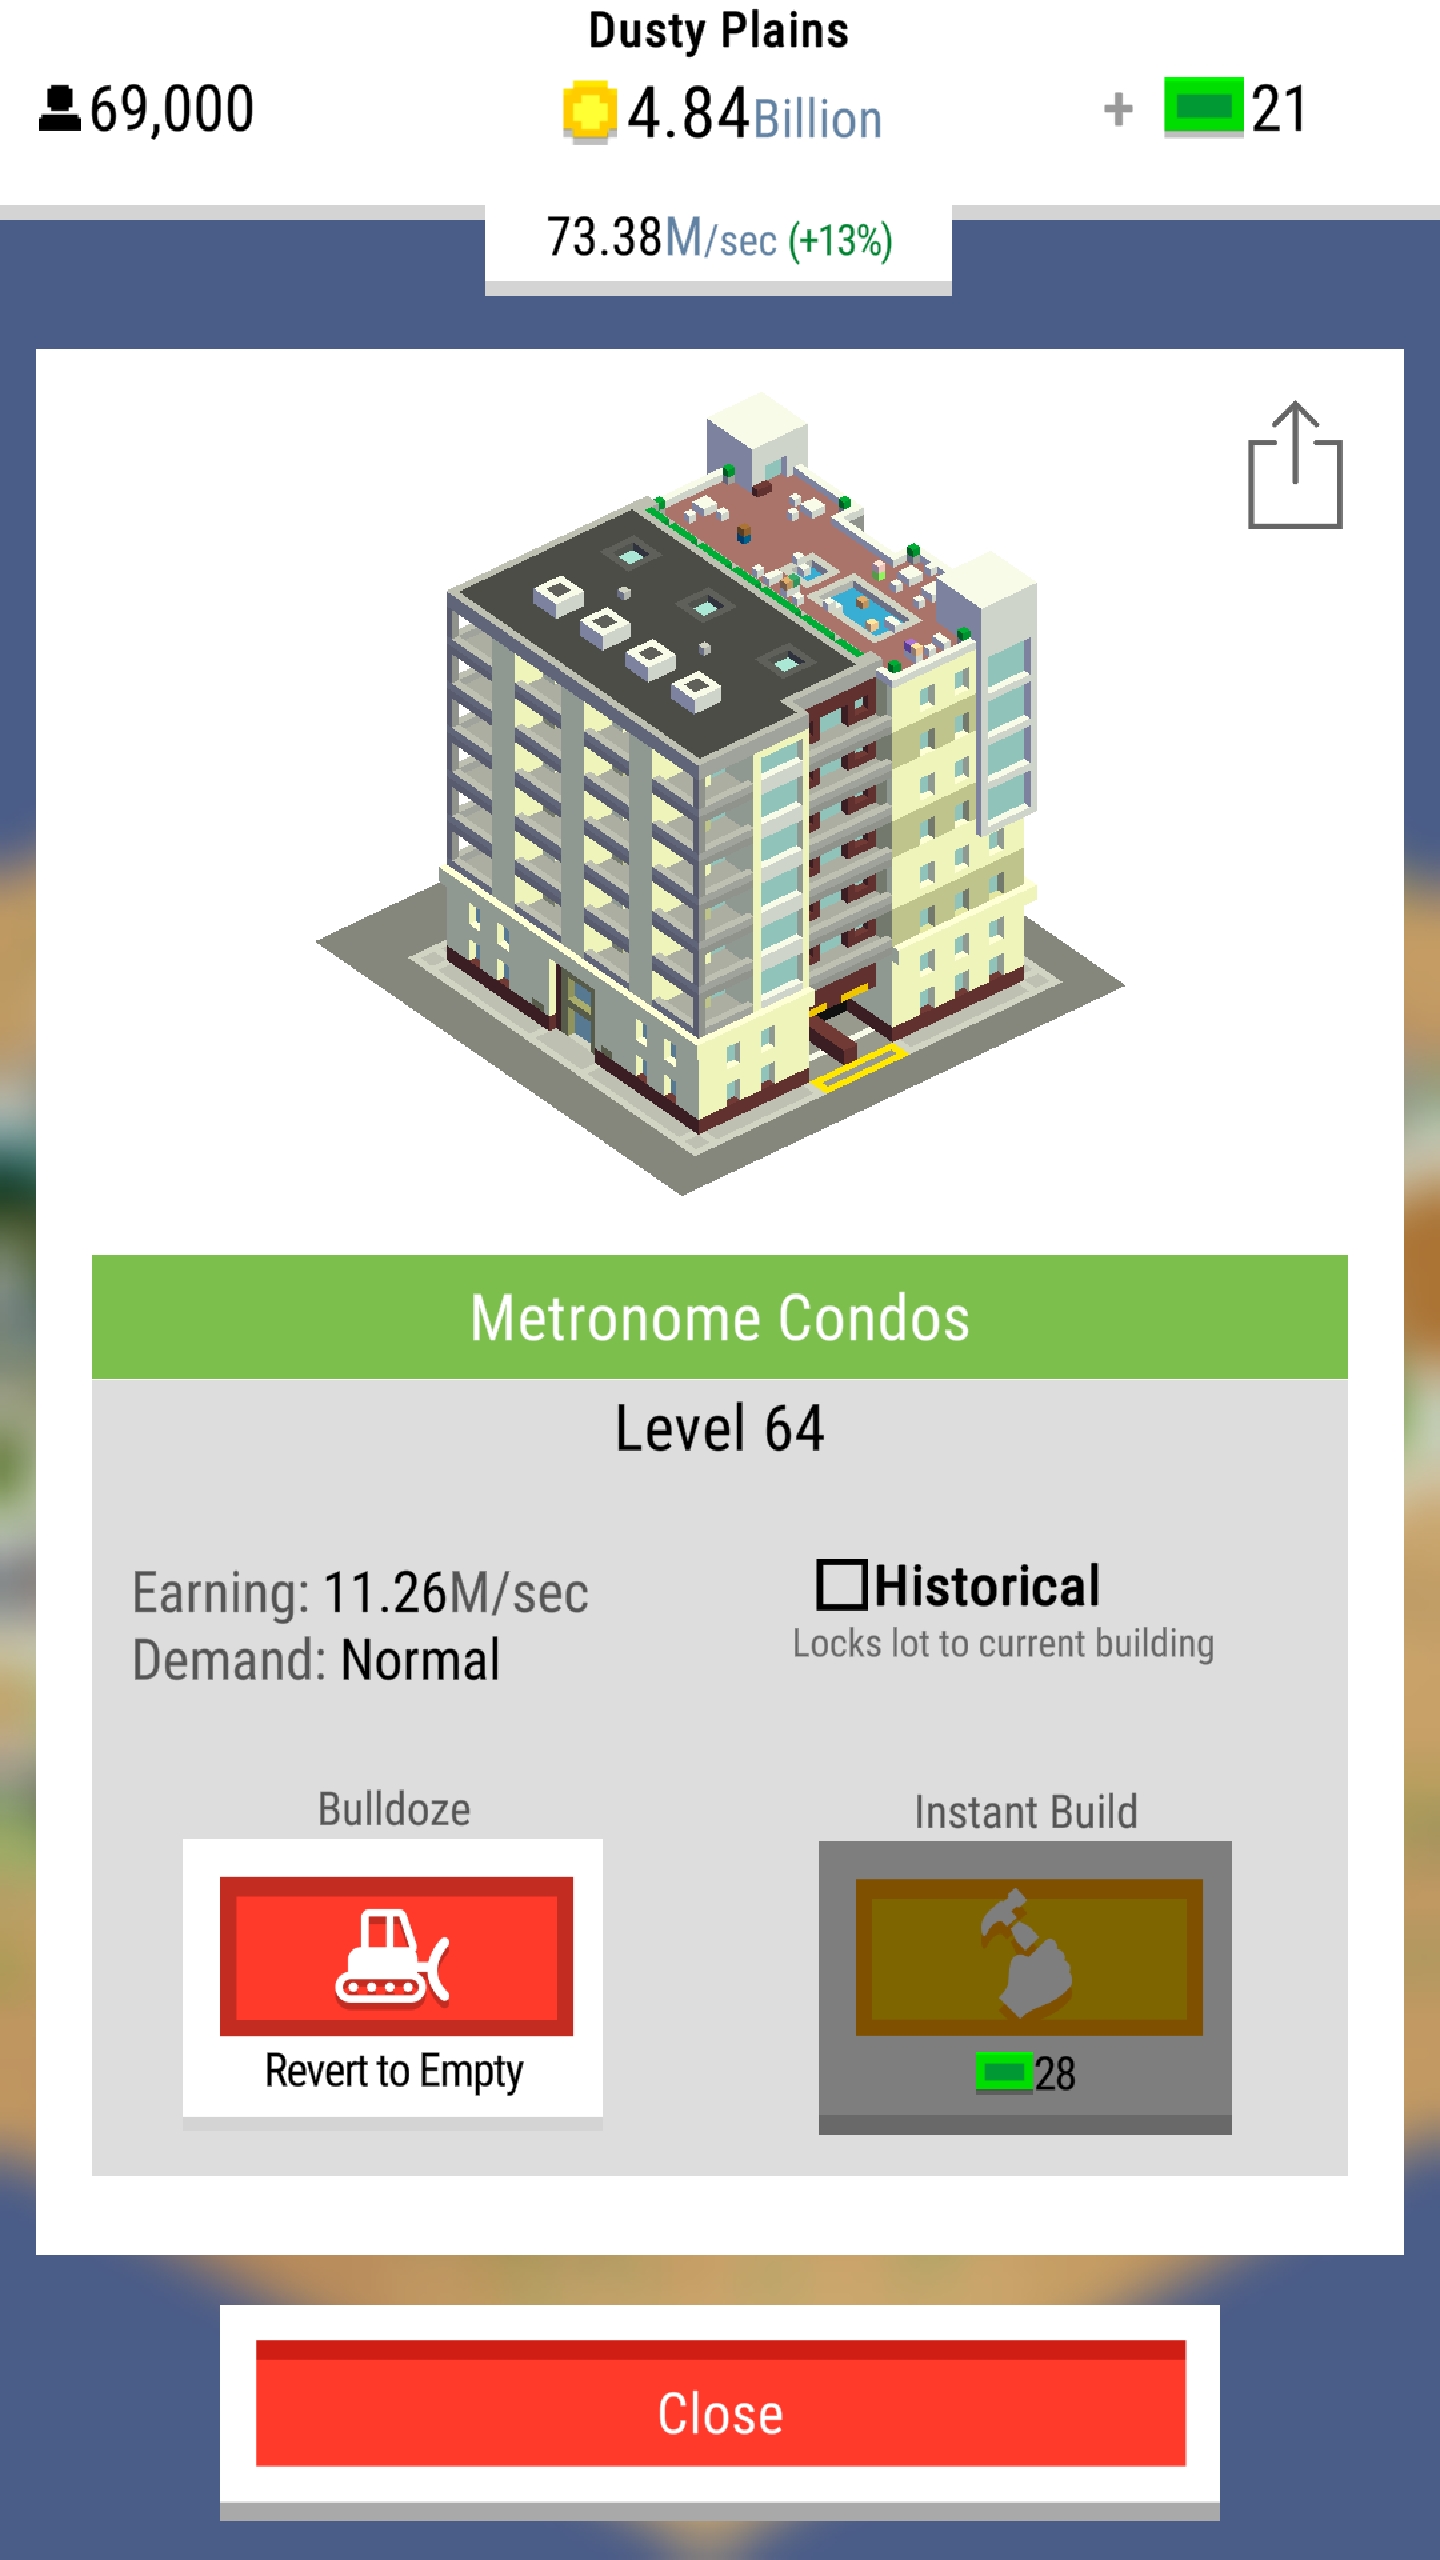 Dusty Plains
69,000
4.84Billion
+ 21
73.38M/sec (+13%)
Metronome Condos
Level 64
Earning: 11.26M/sec
Historical
Locks lot to current building
Demand: Normal
Bulldoze
Instant Build
Revert to Empty
28
Close